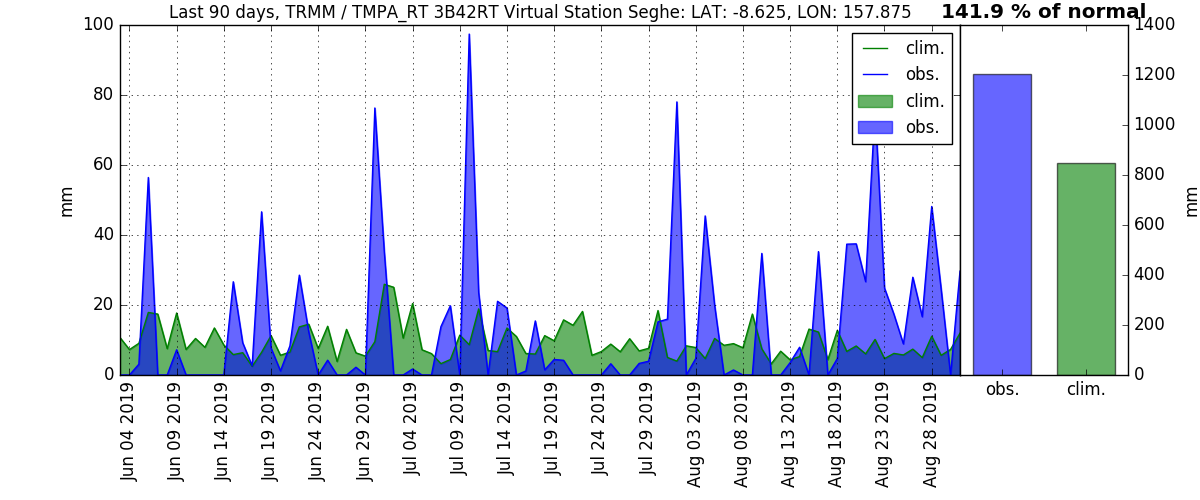 Last 90 days, TRMM / TMPA_RT 3B42RT Virtual Station Seghe: LAT: -8.625, LON: 157.875
141.9 % of normal
100
80
60
40
20
0
mm
clim.
obs.
clim.
obs.
Jun 04 2019
Jun 09 2019
Jun 14 2019
Jun 19 2019
Jun 24 2019
Jun 29 2019
Jul 04 2019
Jul 09 2019
Jul 14 2019
Jul 19 2019
Jul 24 2019
Jul 29 2019
Aug 03 2019
Aug 08 2019
Aug 13 2019
Aug 18 2019
Aug 23 2019
Aug 28 2019
1400
1200
1000
800
600
400
200
0
mm
obs.
clim.